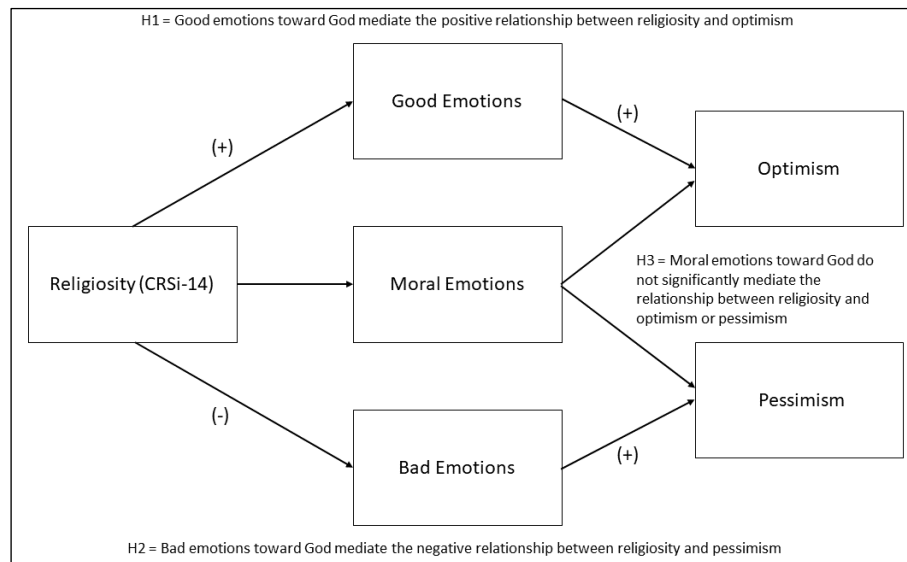 H1 = Good emotions toward God mediate the positive relationship between religiosity and optimism
Good Emotions
(+)
(+)
Optimism
Religiosity (CRSi-14)
Moral Emotions
H3 = Moral emotions toward God do
not significantly mediate the
relationship between religiosity and
optimism or pessimism
Pessimism
(-)
Bad Emotions
(+)
H2 = Bad emotions toward God mediate the negative relationship between religiosity and pessimism